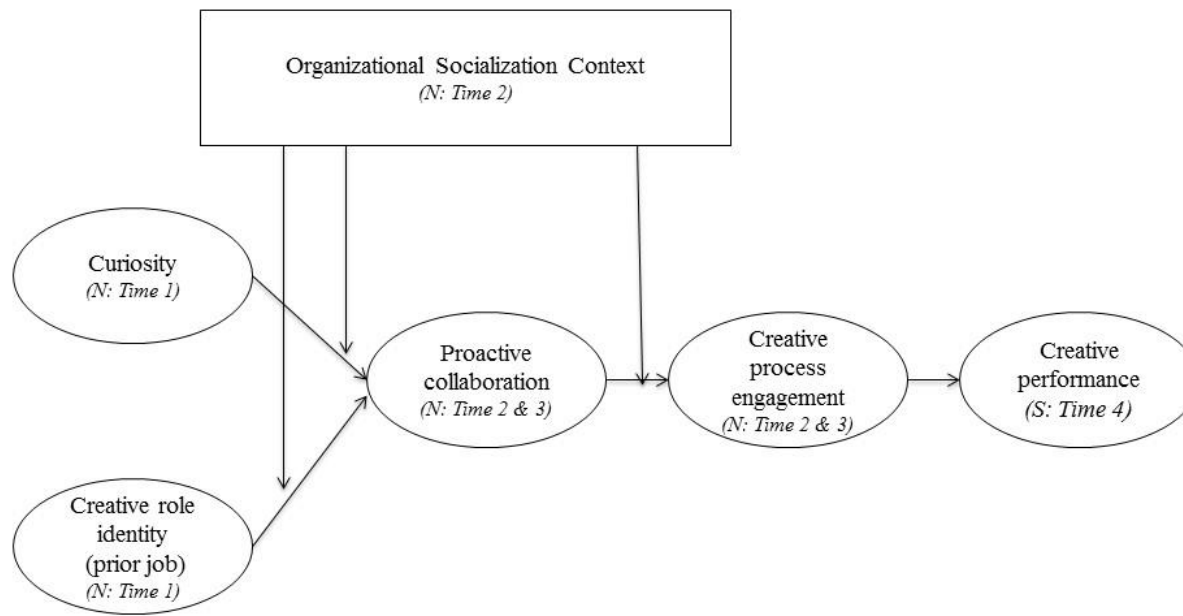 Organizational Socialization Context
(N: Time 2)
Curiosity
(N: Time 1)
Proactive
collaboration
(N: Time 2 & 3)
Creative
process
engagement
(N: Time 2 & 3)
Creative
performance
(S: Time 4)
Creative role
identity
(prior job)
(N: Time 1)